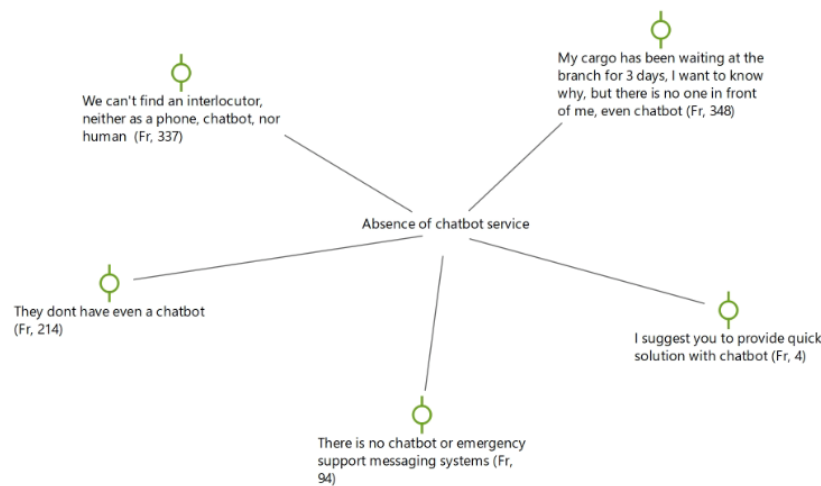 My cargo has been waiting at the
branch for 3 days, I want to know
why, but there is no one in front
of me, even chatbot (Fr, 348)
We can't find an interlocutor,
neither as a phone, chatbot, nor
human (Fr, 337)
Absence of chatbot service
They dont have even a chatbot
(Fr, 214)
I suggest you to provide quick
solution with chatbot (Fr, 4)
There is no chatbot or emergency
support messaging systems (Fr,
94)